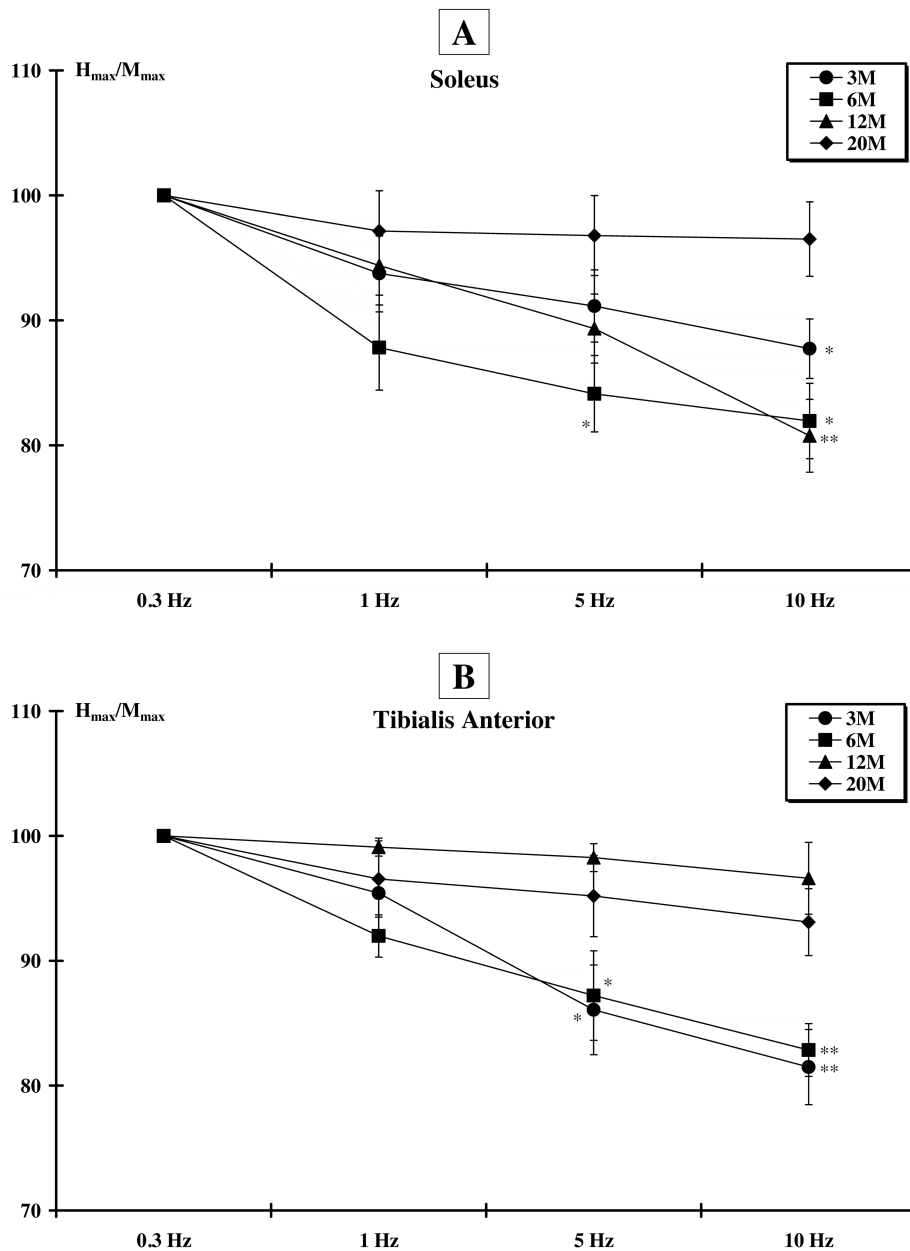 A
Soleus
Hmax/Mmax
110
100
90
80
70
3M
6M
12M
20M
*
*
*
**
0.3 Hz 1 Hz 5 Hz 10 Hz
B
Tibialis Anterior
Hmax/Mmax
110
100
90
80
70
3M
6M
12M
20M
*
*
**
**
0.3 Hz 1 Hz 5 Hz 10 Hz